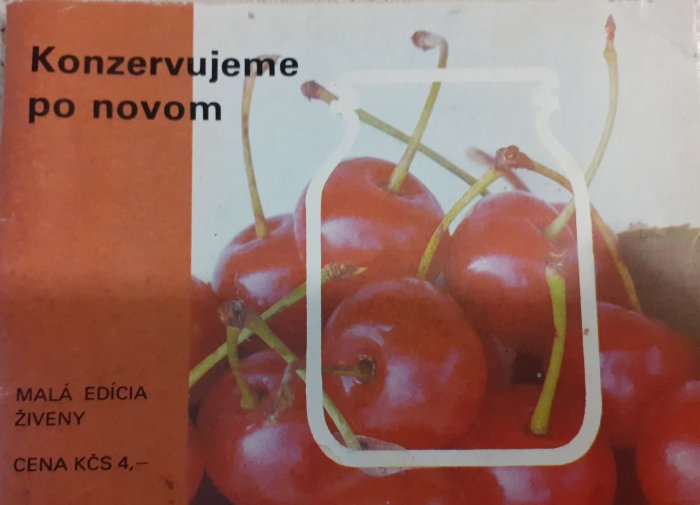 Konzervujeme
po novom
MALÁ EDÍCIA
ŽIVENY
CENA KČS 4,–